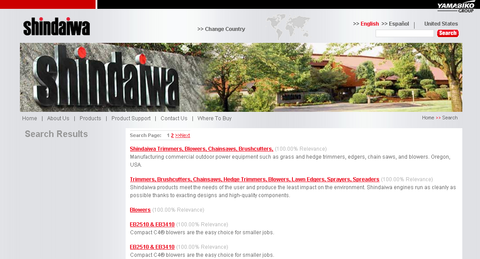 YAMABIKO
GROUP
shindaiwa
>> Change Country
>> English >> Español | United States
Search
shindaiwa
Home | About Us | Products | Product Support | Contact Us | Where To Buy
Home >> Search
Search Results
Search Page: 1 2 >>Next
Shindaiwa Trimmers, Blowers, Chainsaws, Brushcutters, (100.00% Relevance)
Manufacturing commercial outdoor power equipment such as grass and hedge trimmers, edgers, chain saws, and blowers. Oregon,
USA.
Trimmers, Brushcutters, Chainsaws, Hedge Trimmers, Blowers, Lawn Edgers, Sprayers, Spreaders (100.00% Relevance)
Shindaiwa products meet the needs of the user and produce the least impact on the environment. Shindaiwa engines run as cleanly as
possible thanks to exacting designs and high-quality components.
Blowers (100.00% Relevance)
EB2510 & EB3410 (100.00% Relevance)
Compact C4® blowers are the easy choice for smaller jobs.
EB2510 & EB3410 (100.00% Relevance)
Compact C4® blowers are the easy choice for smaller jobs.